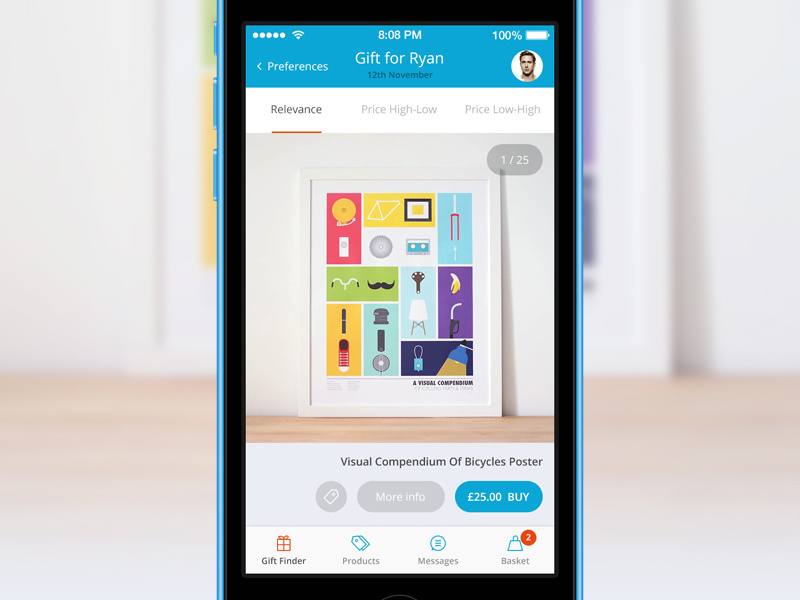 8:08 PM
100%
Preferences
Gift for Ryan
12th November
Relevance
Price High-Low
Price Low-High
1 / 25
A VISUAL COMPENDIUM
Visual Compendium Of Bicycles Poster
More info
£25.00 BUY
2
Gift Finder
Products
Messages
Basket